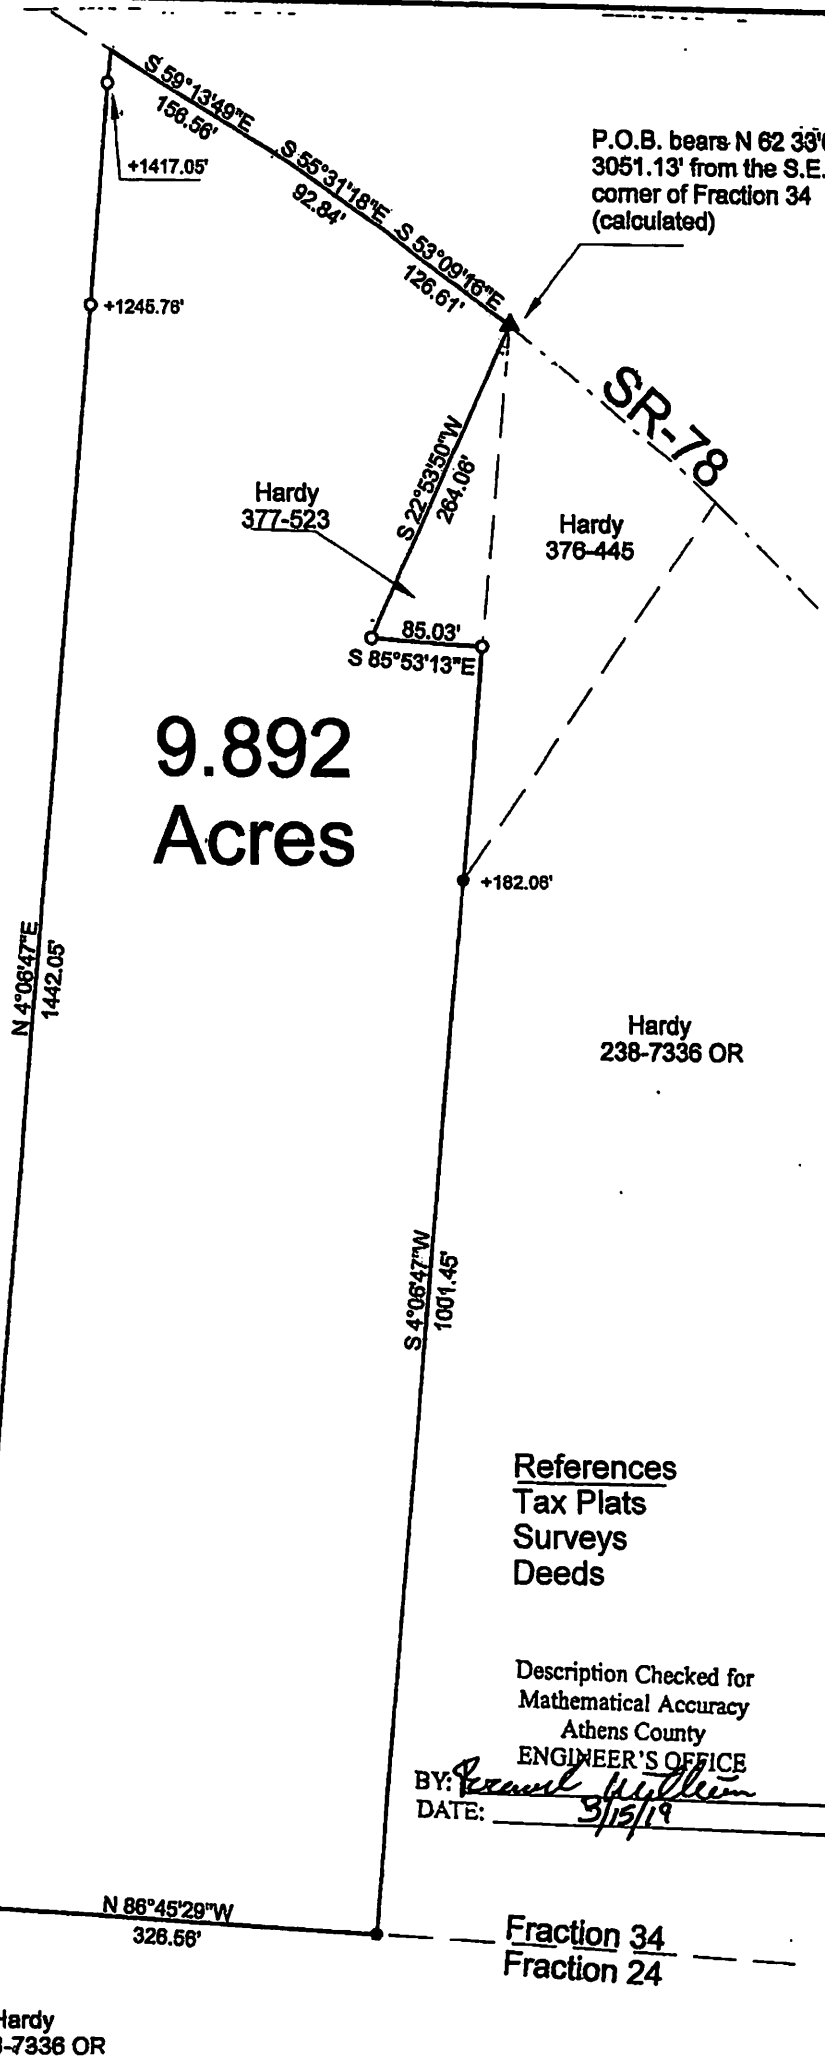 S 59°13'49"E
156.56'
+1417.05'
S 55°31'18"E
92.84'
S 53°09'16"E
126.61'
P.O.B. bears N 62 33'
3051.13' from the S.E.
corner of Fraction 34
(calculated)
+1245.76'
SR-78
S 22°53'50"W
264.06'
Hardy
377-523
Hardy
376-445
85.03'
S 85°53'13"E
9.892
Acres
+182.06'
N 4°06'47"E
1442.05'
Hardy
238-7336 OR
S 4°06'47"W
1001.45'
References
Tax Plats
Surveys
Deeds
Description Checked for
Mathematical Accuracy
Athens County
ENGINEER'S OFFICE
BY:
DATE: 3/15/19
N 86°45'29"W
326.56'
Fraction 34
Fraction 24
Hardy
-7336 OR